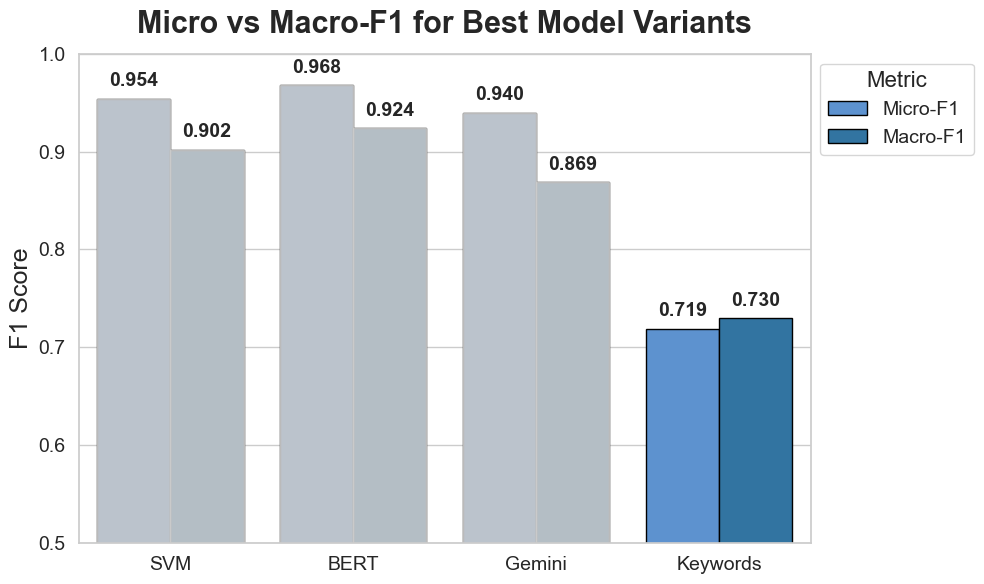 Micro vs Macro-F1 for Best Model Variants
1.0
0.9
0.8
0.7
0.6
0.5
F1 Score
0.954
0.902
0.968
0.924
0.940
0.869
0.719
0.730
SVM
BERT
Gemini
Keywords
Metric
Micro-F1
Macro-F1